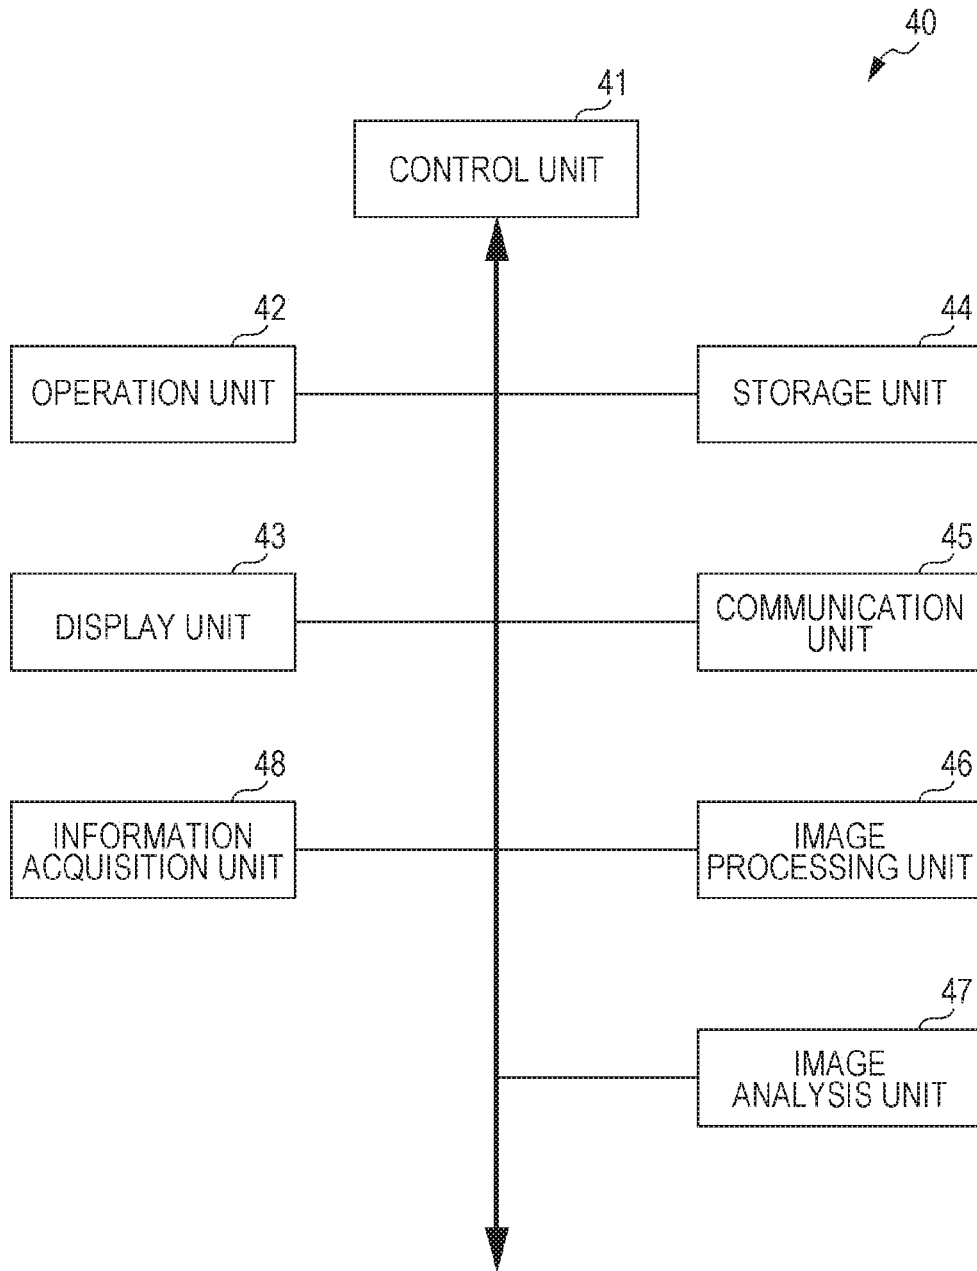 40
41
CONTROL UNIT
42
OPERATION UNIT
44
STORAGE UNIT
43
DISPLAY UNIT
45
COMMUNICATION
UNIT
48
INFORMATION
ACQUISITION UNIT
46
IMAGE
PROCESSING UNIT
47
IMAGE
ANALYSIS UNIT